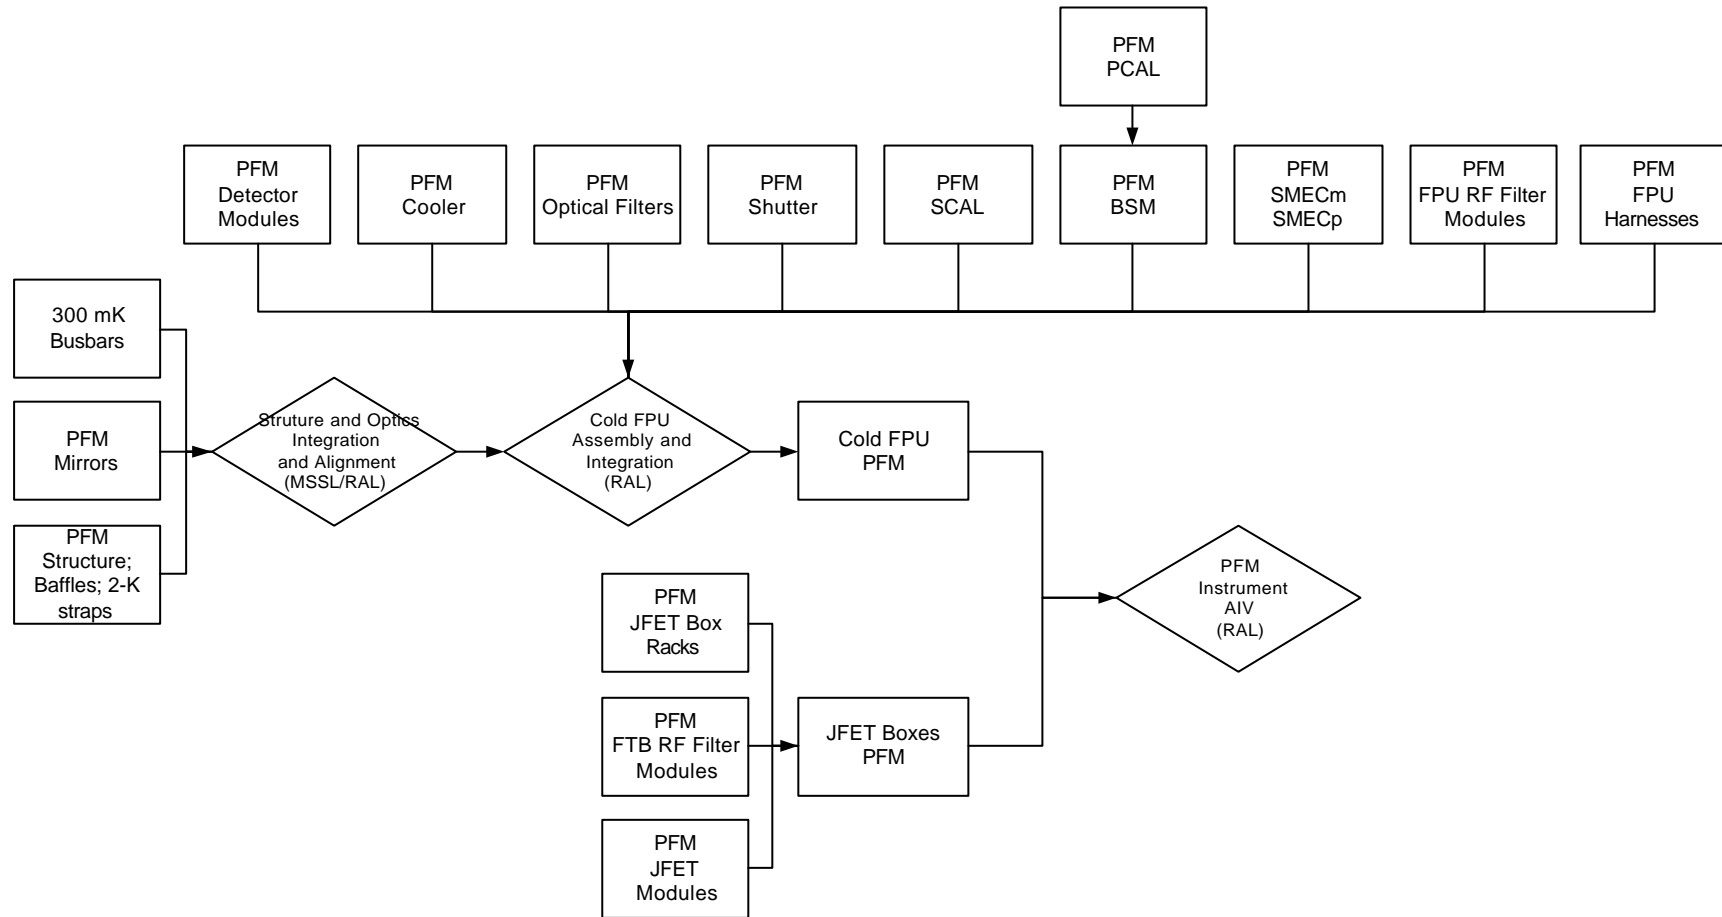 PFM
PCAL
PFM
Detector
Modules
PFM
Cooler
PFM
Optical Filters
PFM
Shutter
PFM
SCAL
PFM
BSM
PFM
SMECm
SMECp
PFM
FPU RF Filter
Modules
PFM
FPU
Harnesses
300 mK
Busbars
PFM
Mirrors
PFM
Structure;
Baffles; 2-K
straps
Struture and Optics
Integration
and Alignment
(MSSL/RAL)
Cold FPU
Assembly and
Integration
(RAL)
Cold FPU
PFM
PFM
JFET Box
Racks
PFM
FTB RF Filter
Modules
PFM
JFET
Modules
JFET Boxes
PFM
PFM
Instrument
AIV
(RAL)